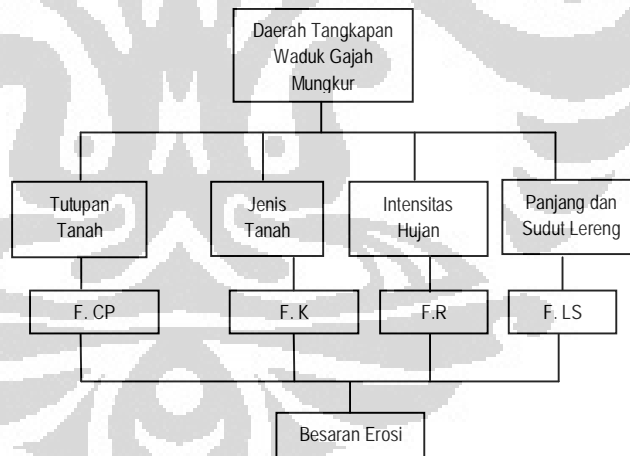 Daerah Tangkapan
Waduk Gajah
Mungkur
Tutupan
Tanah
Jenis
Tanah
Intensitas
Hujan
Panjang dan
Sudut Lereng
F. CP
F. K
F.R
F. LS
Besaran Erosi